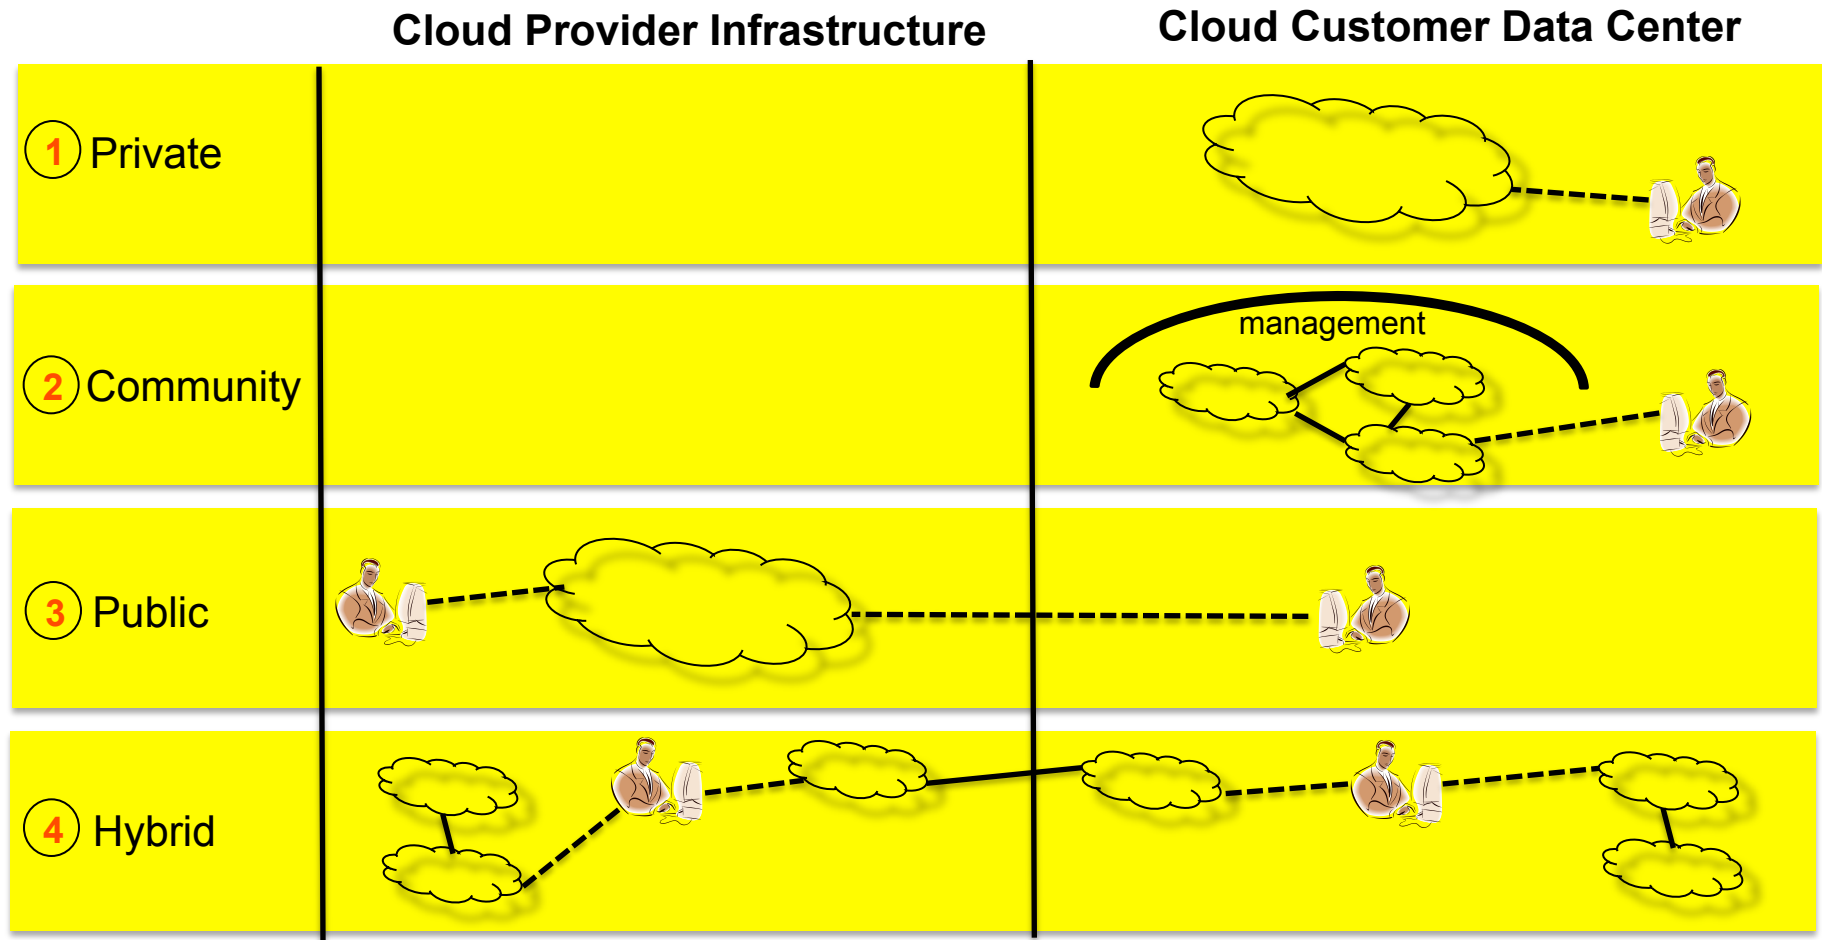 Cloud Provider Infrastructure
Cloud Customer Data Center
1 Private
management
2 Community
3 Public
4 Hybrid